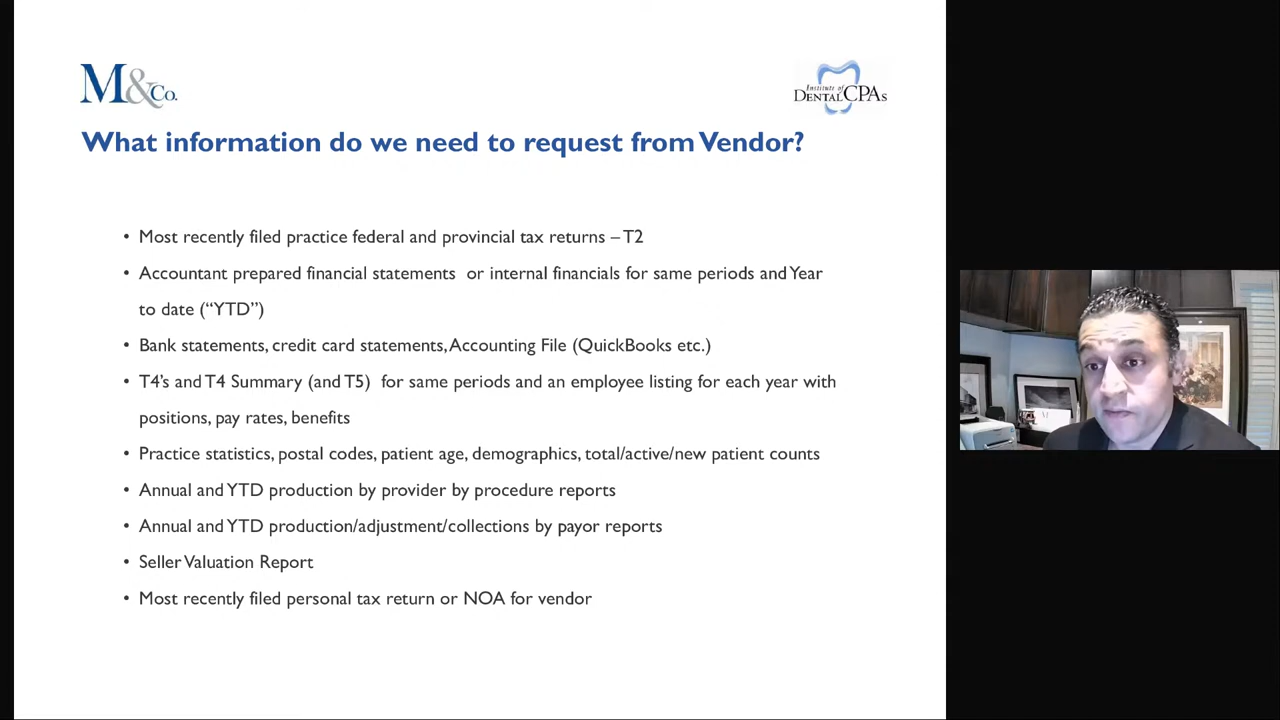 M&Co.
Institute of
DENTAL CPAs
What information do we need to request from Vendor?
• Most recently filed practice federal and provincial tax returns – T2
• Accountant prepared financial statements or internal financials for same periods and Year
to date (“YTD”)
• Bank statements, credit card statements, Accounting File (QuickBooks etc.)
• T4's and T4 Summary (and T5) for same periods and an employee listing for each year with
positions, pay rates, benefits
• Practice statistics, postal codes, patient age, demographics, total/active/new patient counts
• Annual and YTD production by provider by procedure reports
• Annual and YTD production/adjustment/collections by payor reports
• Seller Valuation Report
• Most recently filed personal tax return or NOA for vendor